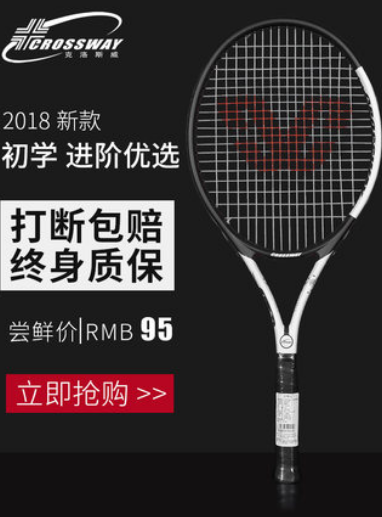 CROSSWAY
克洛斯威
2018 新款
初学 进阶优选
打断包赔
终身质保
尝鲜价|RMB 95
立即抢购 >>
CROSSWAY